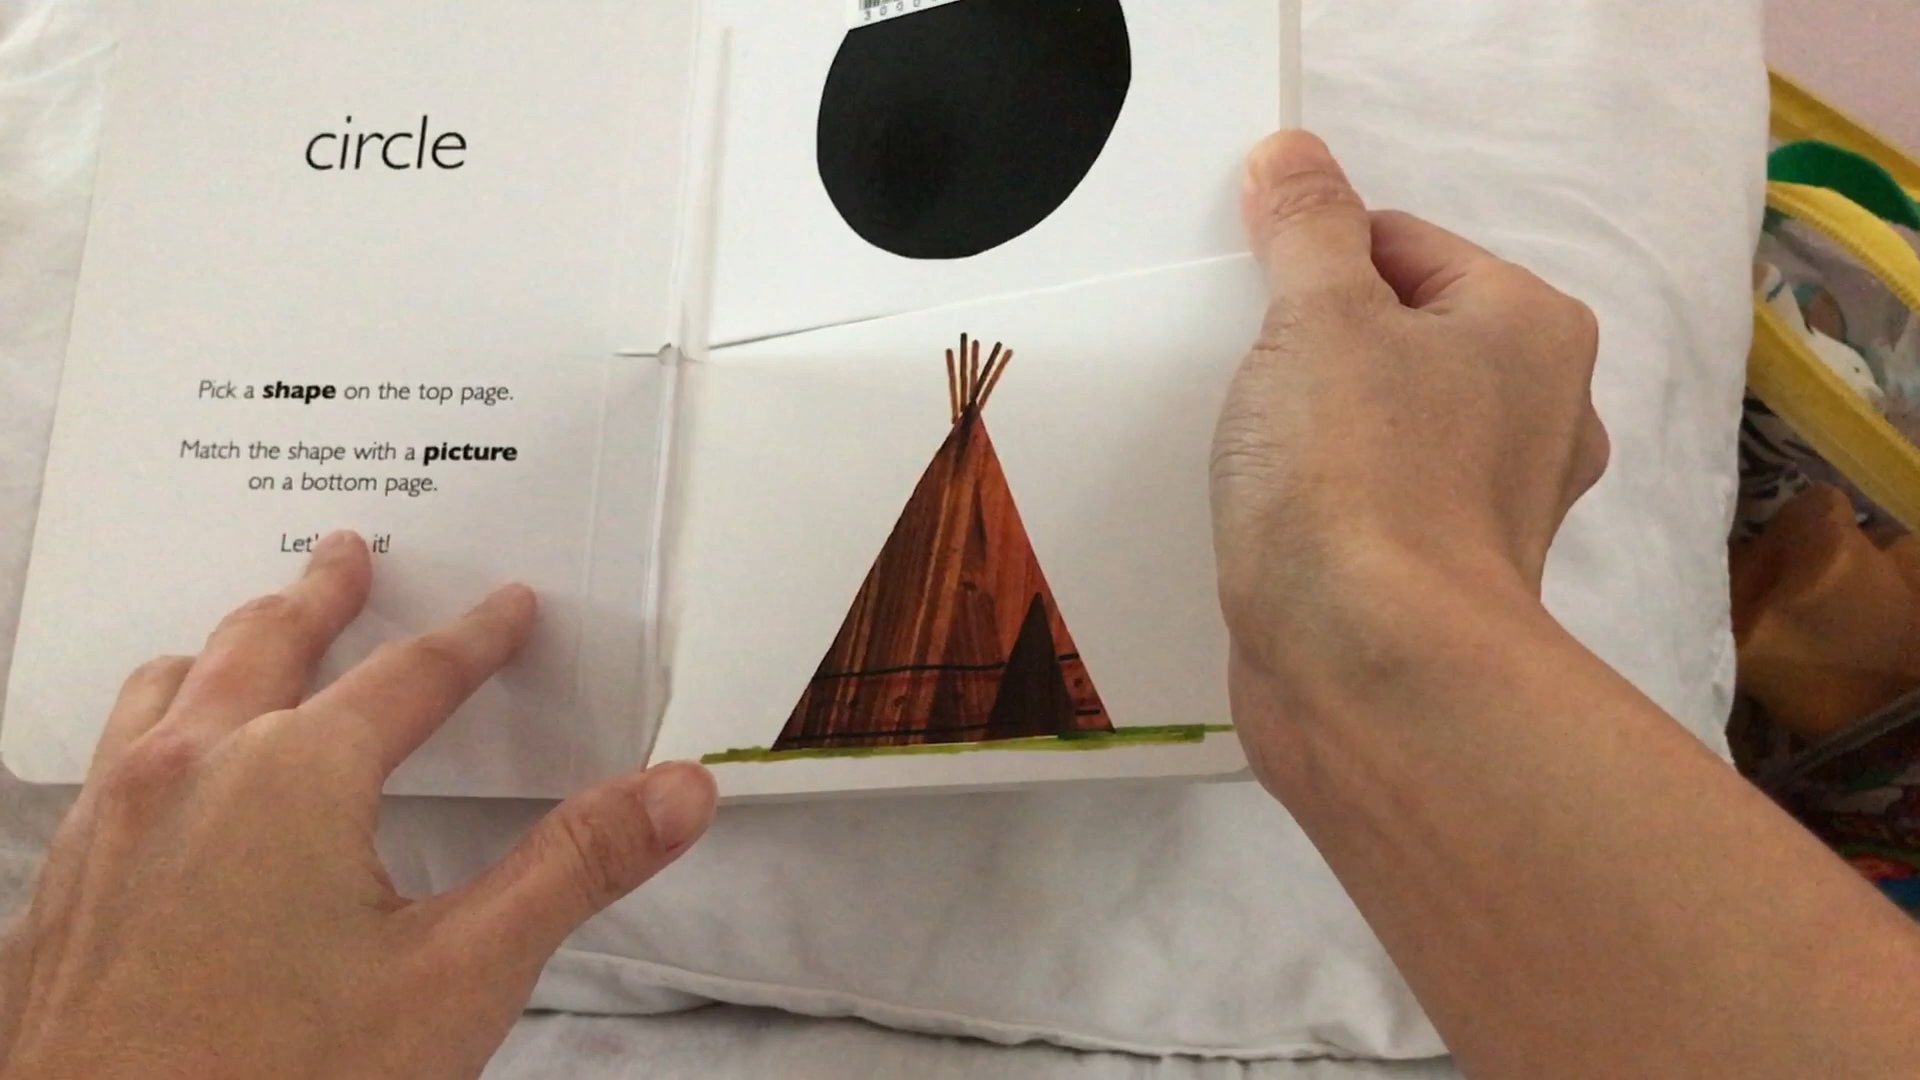 circle
Pick a shape on the top page.
Match the shape with a picture
on a bottom page.
Let' it!